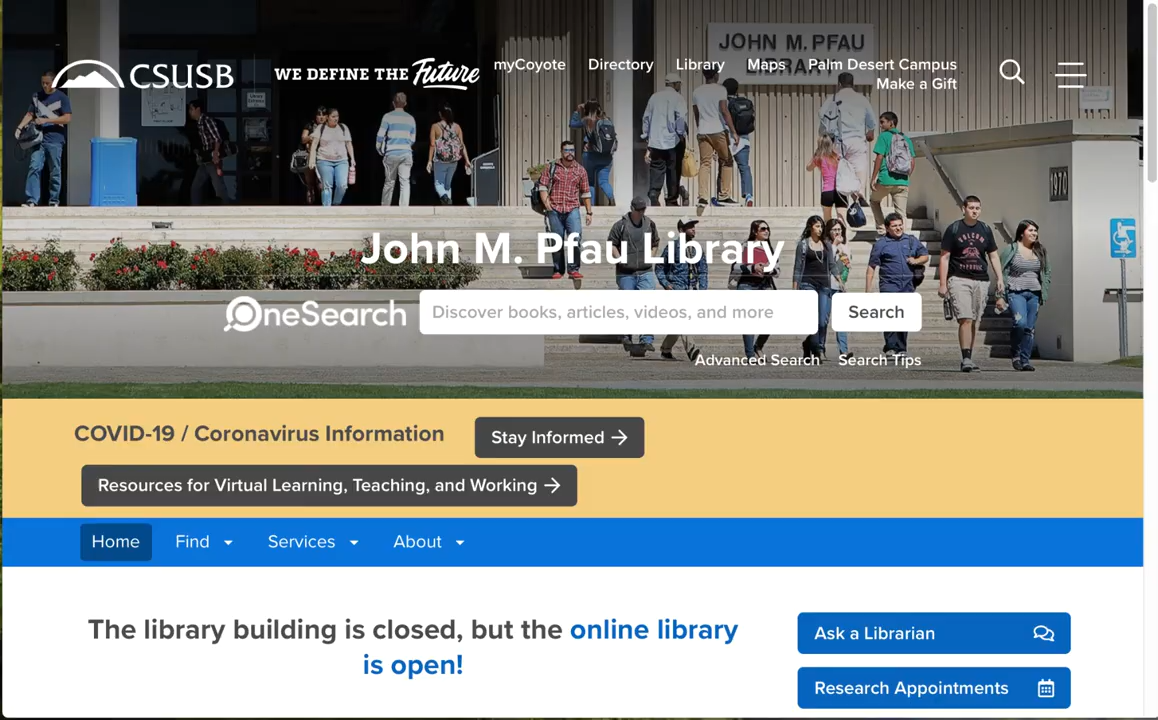 JOHN M. PFAU
LIBRARY
CSUSB
WE DEFINE THE Future
myCoyote
Directory
Library
Maps
Palm Desert Campus
Make a Gift
1970
John M. Pfau Library
OneSearch
Discover books, articles, videos, and more
Search
Advanced Search
Search Tips
COVID-19 / Coronavirus Information
Stay Informed →
Resources for Virtual Learning, Teaching, and Working →
Home
Find
Services
About
The library building is closed, but the online library
is open!
Ask a Librarian
Research Appointments